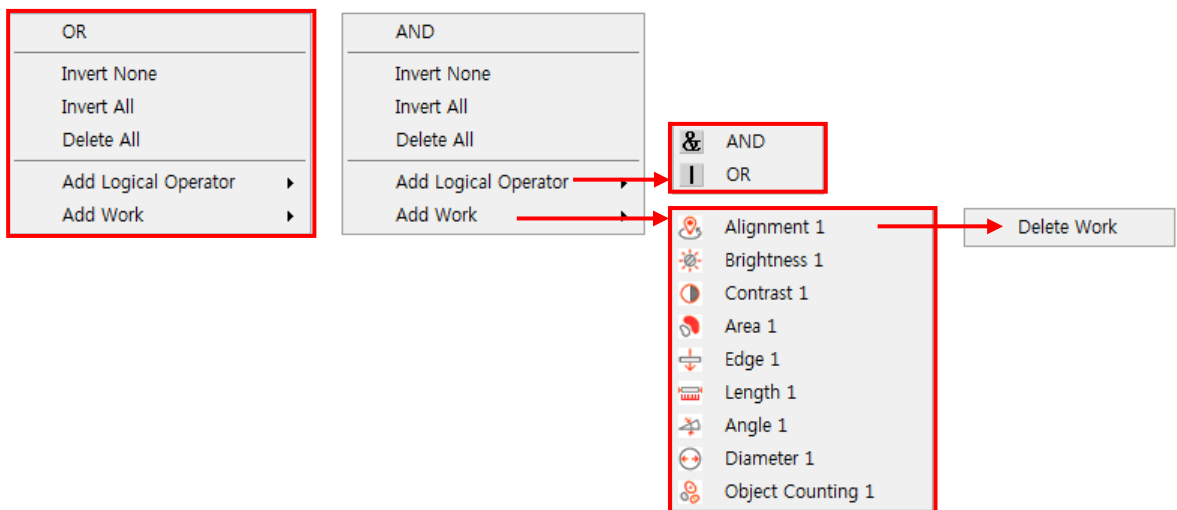 OR
Invert None
Invert All
Delete All
Add Logical Operator
Add Work
AND
Invert None
Invert All
Delete All
Add Logical Operator
Add Work
& AND
| OR
Alignment 1
Brightness 1
Contrast 1
Area 1
Edge 1
Length 1
Angle 1
Diameter 1
Object Counting 1
Delete Work